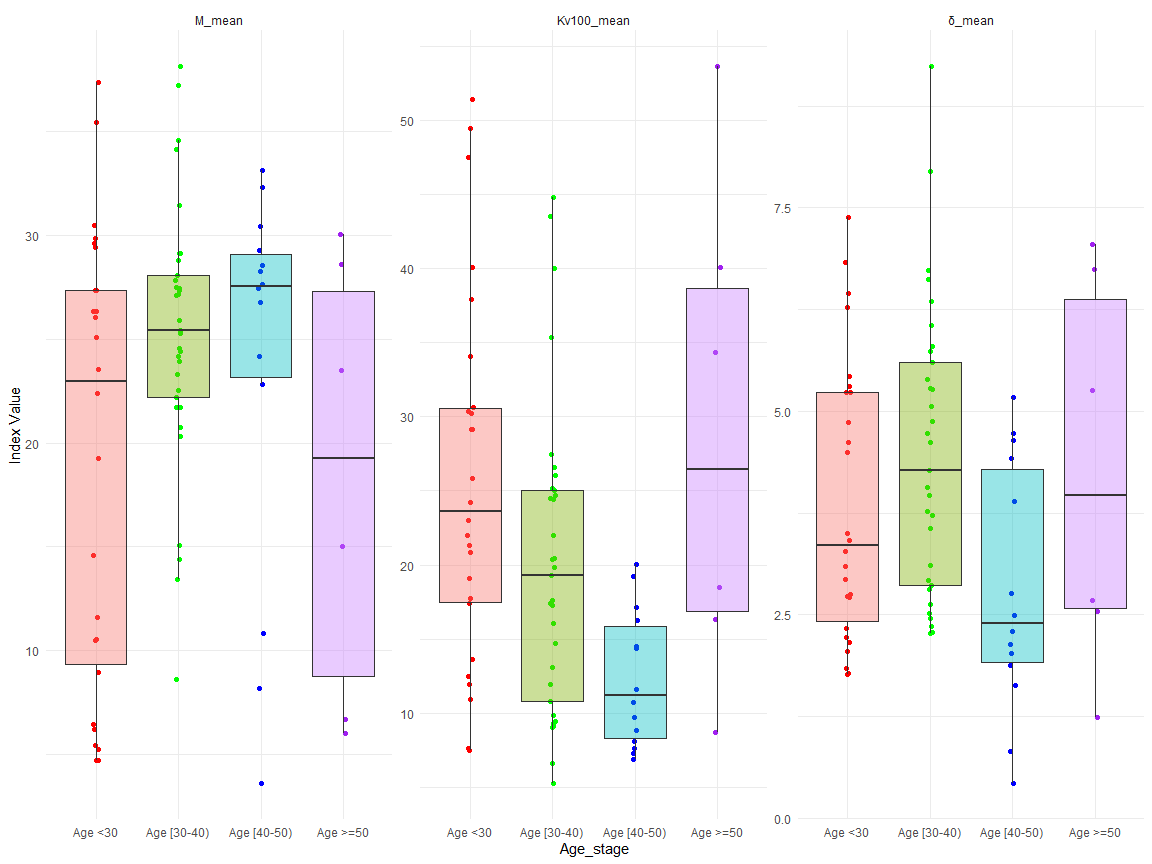 M_mean
Kv100_mean
δ_mean
Index Value
30
20
10
50
40
30
20
10
7.5
5.0
2.5
0.0
Age <30
Age [30-40)
Age [40-50)
Age >=50
Age <30
Age [30-40)
Age [40-50)
Age >=50
Age <30
Age [30-40)
Age [40-50)
Age >=50
Age_stage